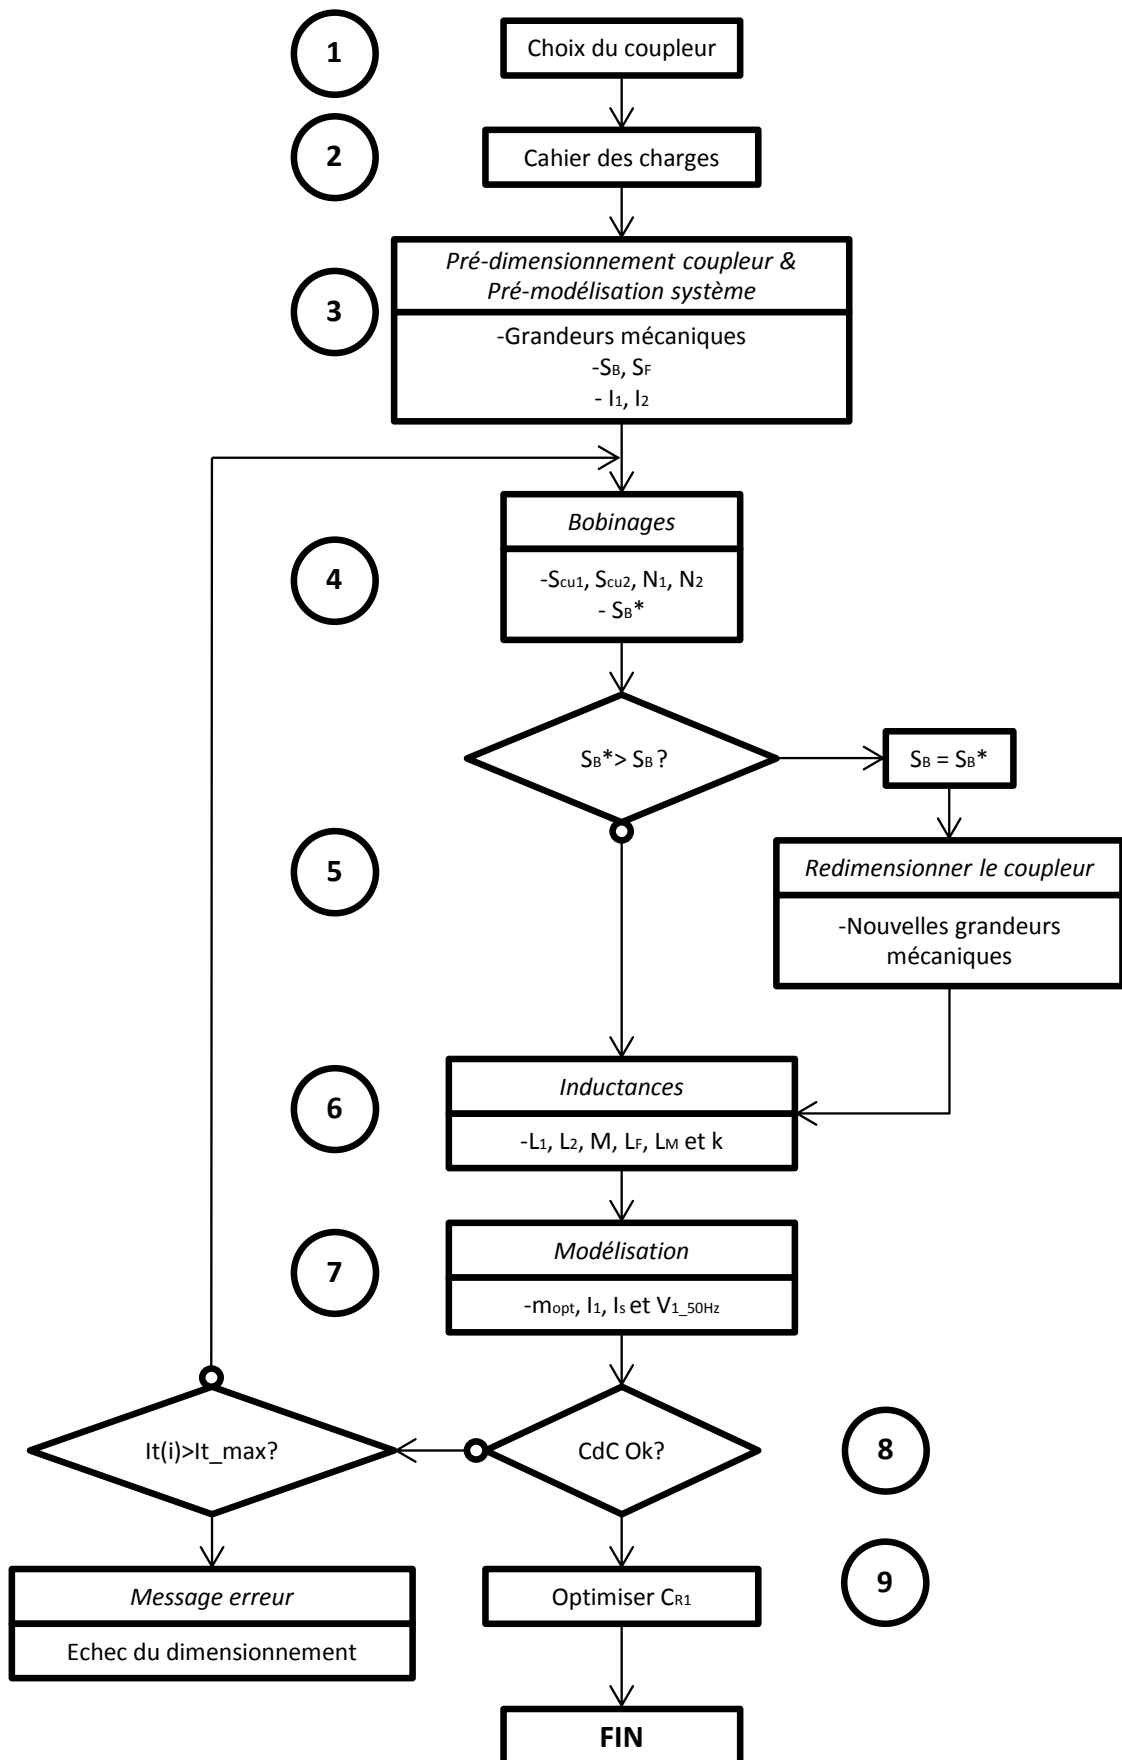 1
Choix du coupleur
2
Cahier des charges
3
Pré-dimensionnement coupleur &
Pré-modélisation système
-Grandeurs mécaniques
-SB, SF
- I1, I2
4
Bobinages
-Scu1, Scu2, N1, N2
- SB*
SB*> SB ?
SB = SB*
5
Redimensionner le coupleur
-Nouvelles grandeurs
mécaniques
6
Inductances
-L1, L2, M, LF, LM et k
7
Modélisation
-mopt, I1, Is et V1_50Hz
It(i)>It_max?
CdC Ok?
8
Message erreur
Echec du dimensionnement
Optimiser CR1
9
FIN